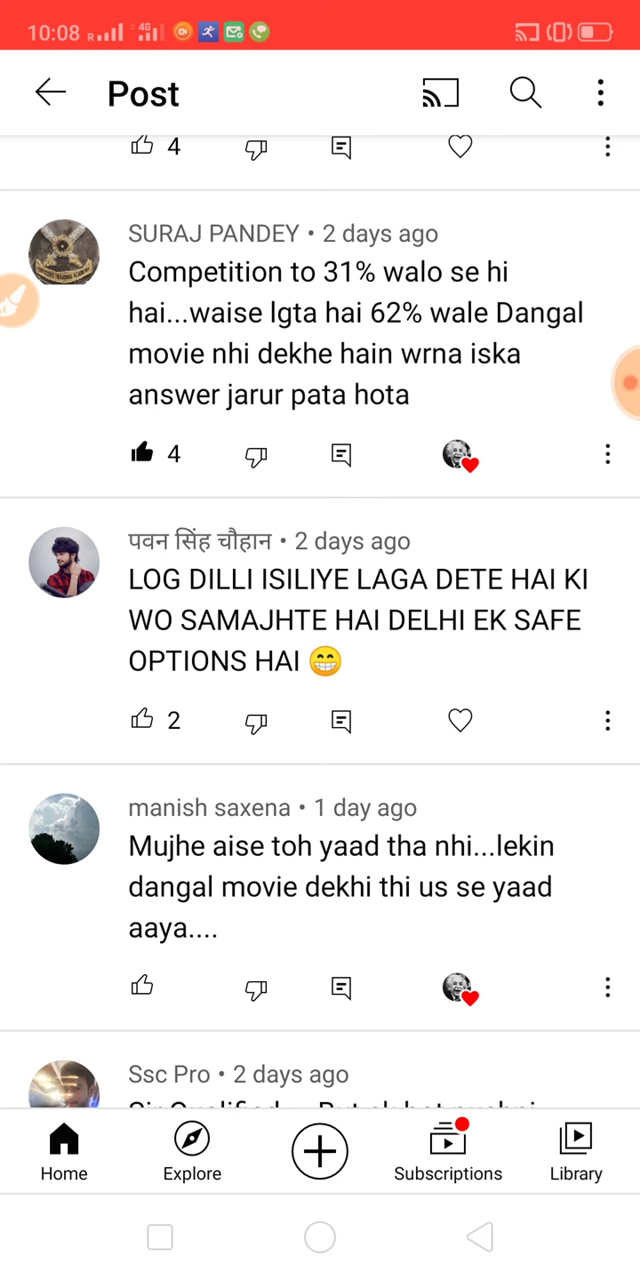 10:08 R 4G
Post
4
SURAJ PANDEY • 2 days ago
Competition to 31% walo se hi
hai...waise lgta hai 62% wale Dangal
movie nhi dekhe hain wrna iska
answer jarur pata hota
4
पवन सिंह चौहान • 2 days ago
LOG DILLI ISILIYE LAGA DETE HAI KI
WO SAMAJHTE HAI DELHI EK SAFE
OPTIONS HAI 😁
2
manish saxena • 1 day ago
Mujhe aise toh yaad tha nhi...lekin
dangal movie dekhi thi us se yaad
aaya....
Ssc Pro • 2 days ago
Home Explore Subscriptions Library